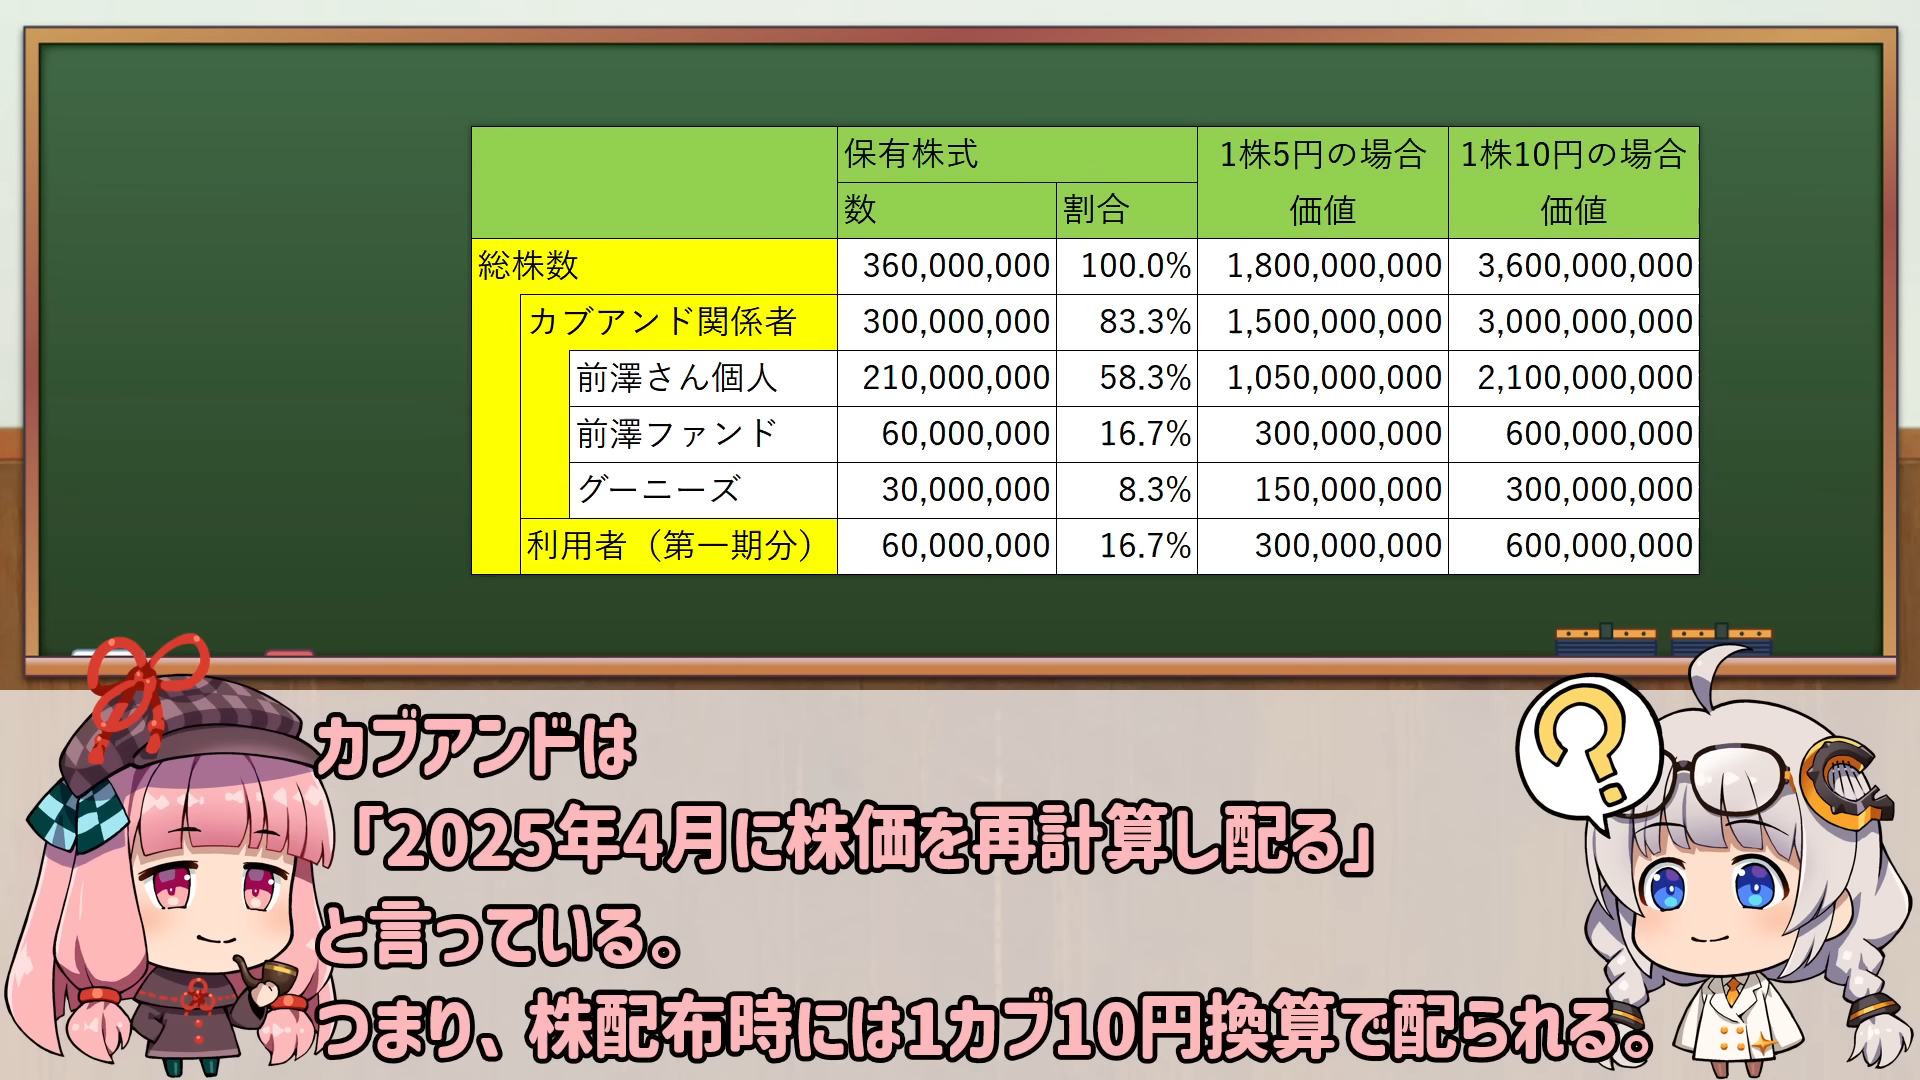 保有株式 1株5円の場合 1株10円の場合
数 割合 価値 価値
総株数 360,000,000 100.0% 1,800,000,000 3,600,000,000
カブアンド関係者 300,000,000 83.3% 1,500,000,000 3,000,000,000
前澤さん個人 210,000,000 58.3% 1,050,000,000 2,100,000,000
前澤ファンド 60,000,000 16.7% 300,000,000 600,000,000
グーニーズ 30,000,000 8.3% 150,000,000 300,000,000
利用者（第一期分） 60,000,000 16.7% 300,000,000 600,000,000
カブアンドは
「2025年4月に株価を再計算し配る」
と言っている。
つまり、株配布時には1カブ10円換算で配られる。